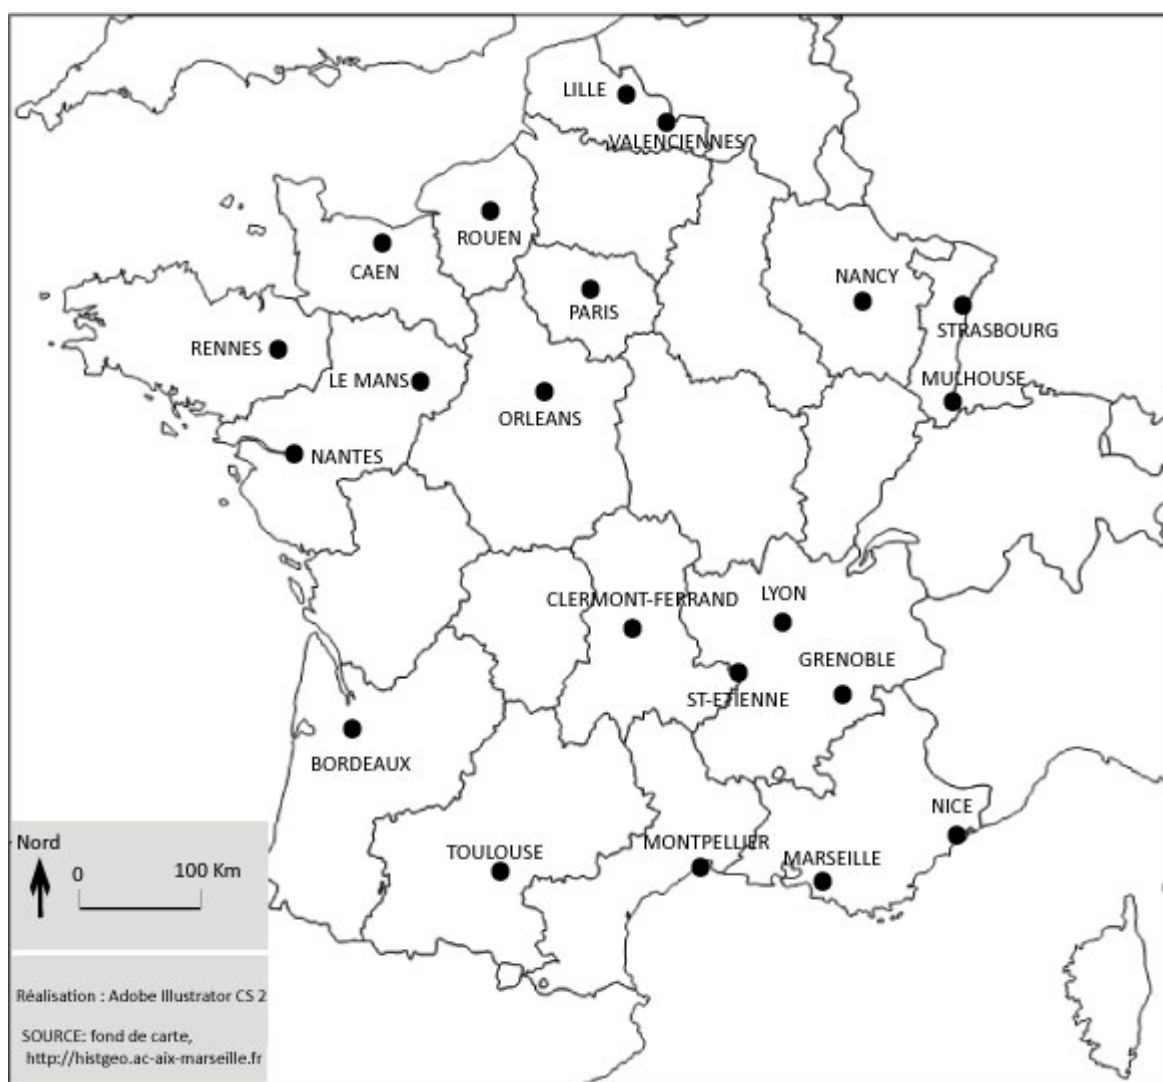 LILLE
VALENCIENNES
ROUEN
CAEN
NANCY
PARIS
STRASBOURG
RENNES
LE MANS
MULHOUSE
ORLEANS
NANTES
CLERMONT-FERRAND
LYON
GRENOBLE
ST-ETIENNE
BORDEAUX
NICE
MONTPELLIER
TOULOUSE
MARSEILLE
Nord
0 100 Km
Réalisation : Adobe Illustrator CS 2
SOURCE: fond de carte,
http://histgeo.ac-aix-marseille.fr